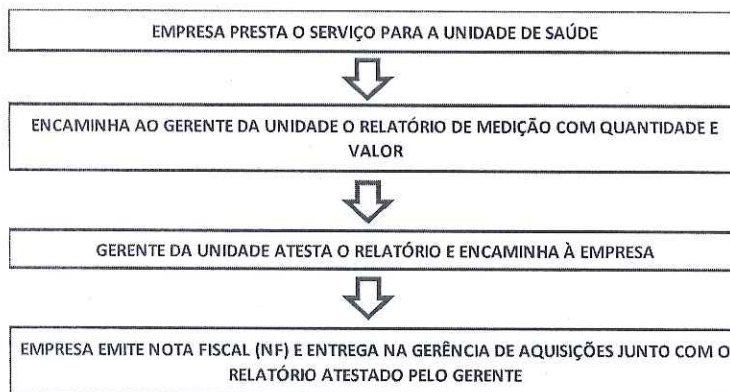 EMPRESA PRESTA O SERVIÇO PARA A UNIDADE DE SAÚDE
ENCAMINHA AO GERENTE DA UNIDADE O RELATÓRIO DE MEDIÇÃO COM QUANTIDADE E
VALOR
GERENTE DA UNIDADE ATESTA O RELATÓRIO E ENCAMINHA À EMPRESA
EMPRESA EMITE NOTA FISCAL (NF) E ENTREGA NA GERÊNCIA DE AQUISIÇÕES JUNTO COM O
RELATÓRIO ATESTADO PELO GERENTE